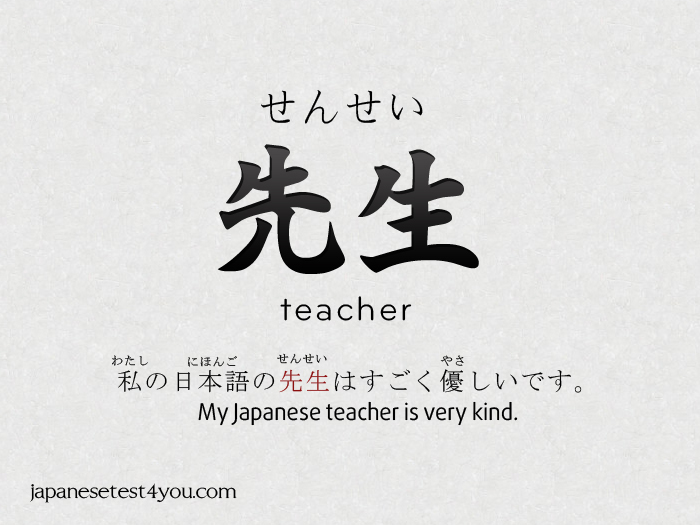 せんせい
先生
teacher
わたし にほんご せんせい やさ
私の日本語の先生はすごく優しいです。
My Japanese teacher is very kind.
japanesetest4you.com